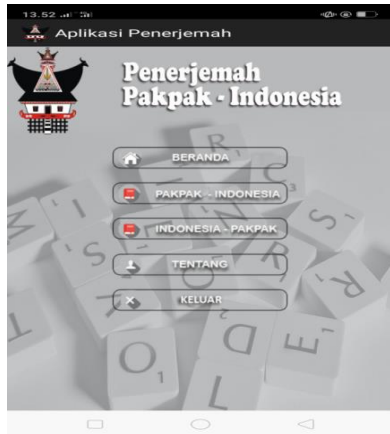 13.52
Aplikasi Penerjemah
Penerjemah
Pakpak - Indonesia
BERANDA
PAKPAK - INDONESIA
INDONESIA - PAKPAK
TENTANG
KELUAR